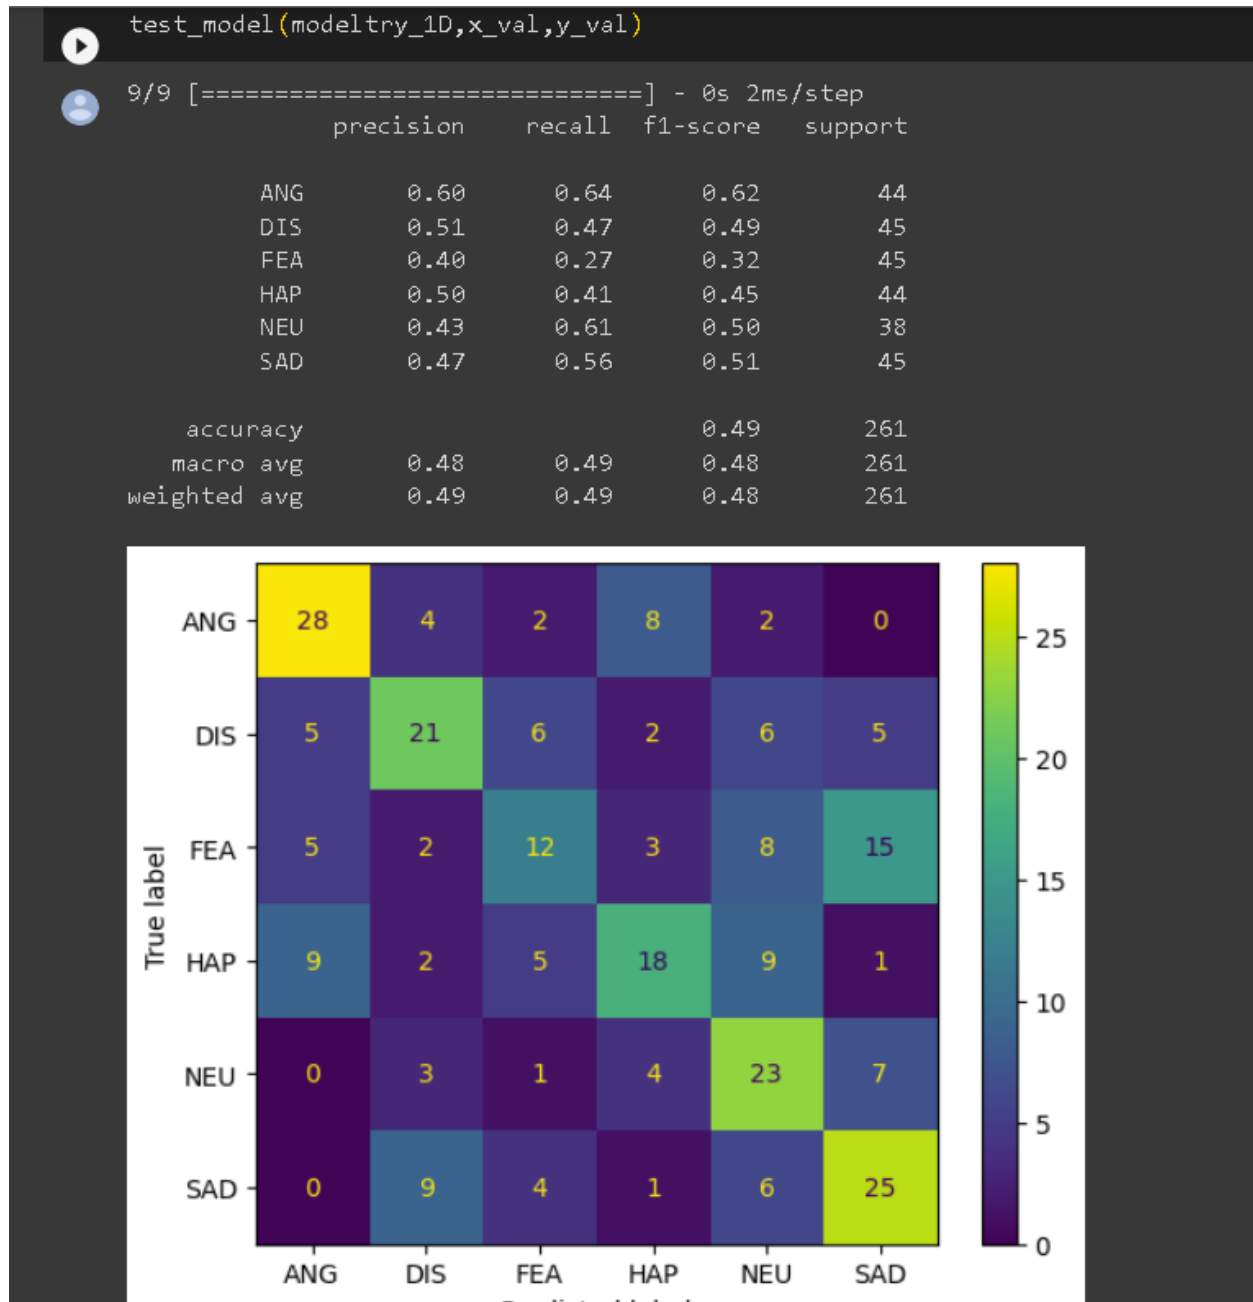 test_model(modeltry_1D,x_val,y_val)
9/9 [==============================] - 0s 2ms/step
precision recall f1-score support
ANG 0.60 0.64 0.62 44
DIS 0.51 0.47 0.49 45
FEA 0.40 0.27 0.32 45
HAP 0.50 0.41 0.45 44
NEU 0.43 0.61 0.50 38
SAD 0.47 0.56 0.51 45
accuracy 0.49 261
macro avg 0.48 0.49 0.48 261
weighted avg 0.49 0.49 0.48 261
ANG 28 4 2 8 2 0
DIS 5 21 6 2 6 5
FEA 5 2 12 3 8 15
HAP 9 2 5 18 9 1
NEU 0 3 1 4 23 7
SAD 0 9 4 1 6 25
ANG DIS FEA HAP NEU SAD
True label
25
20
15
10
5
0